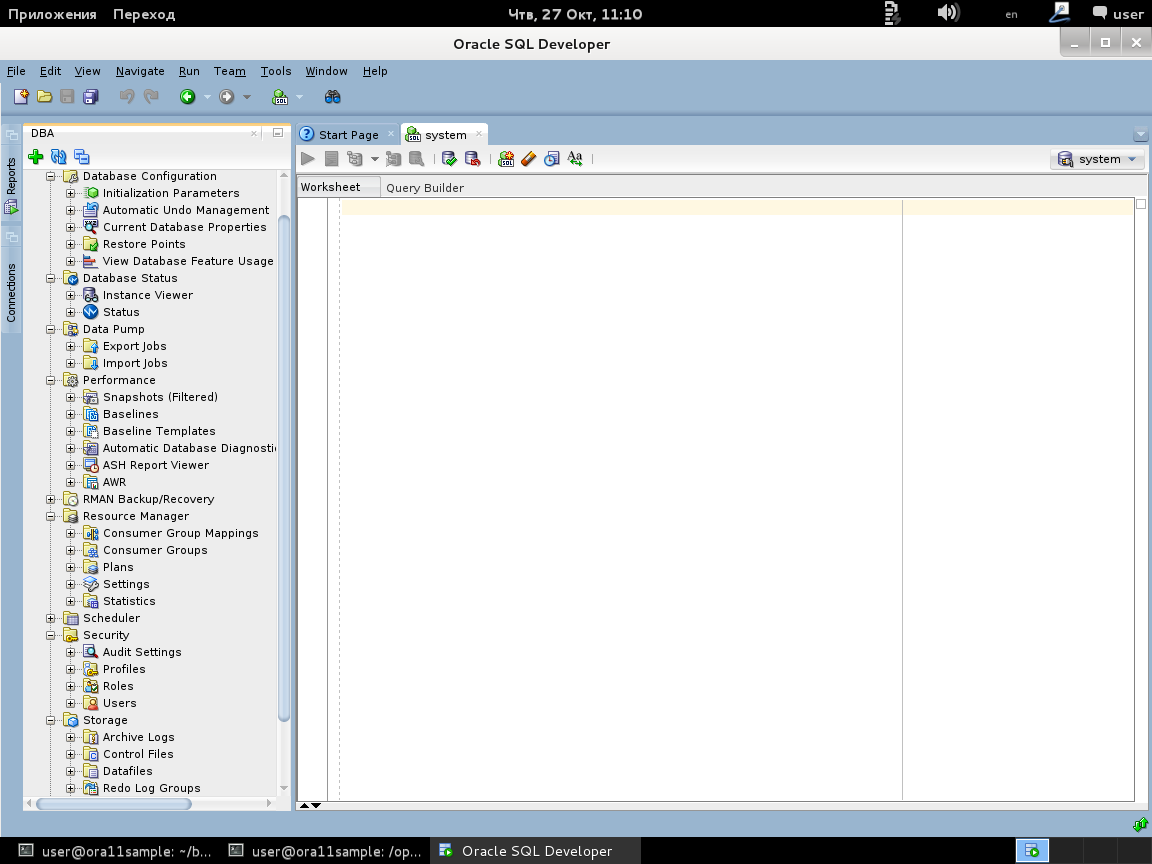 Приложения Переход Чтв, 27 Окт, 11:10 en user
Oracle SQL Developer
File Edit View Navigate Run Team Tools Window Help
Reports
Connections
DBA
Database Configuration
Initialization Parameters
Automatic Undo Management
Current Database Properties
Restore Points
View Database Feature Usage
Database Status
Instance Viewer
Status
Data Pump
Export Jobs
Import Jobs
Performance
Snapshots (Filtered)
Baselines
Baseline Templates
Automatic Database Diagnosti
ASH Report Viewer
AWR
RMAN Backup/Recovery
Resource Manager
Consumer Group Mappings
Consumer Groups
Plans
Settings
Statistics
Scheduler
Security
Audit Settings
Profiles
Roles
Users
Storage
Archive Logs
Control Files
Datafiles
Redo Log Groups
Start Page system
system
Worksheet Query Builder
user@ora11sample: ~/b... user@ora11sample: /op... Oracle SQL Developer